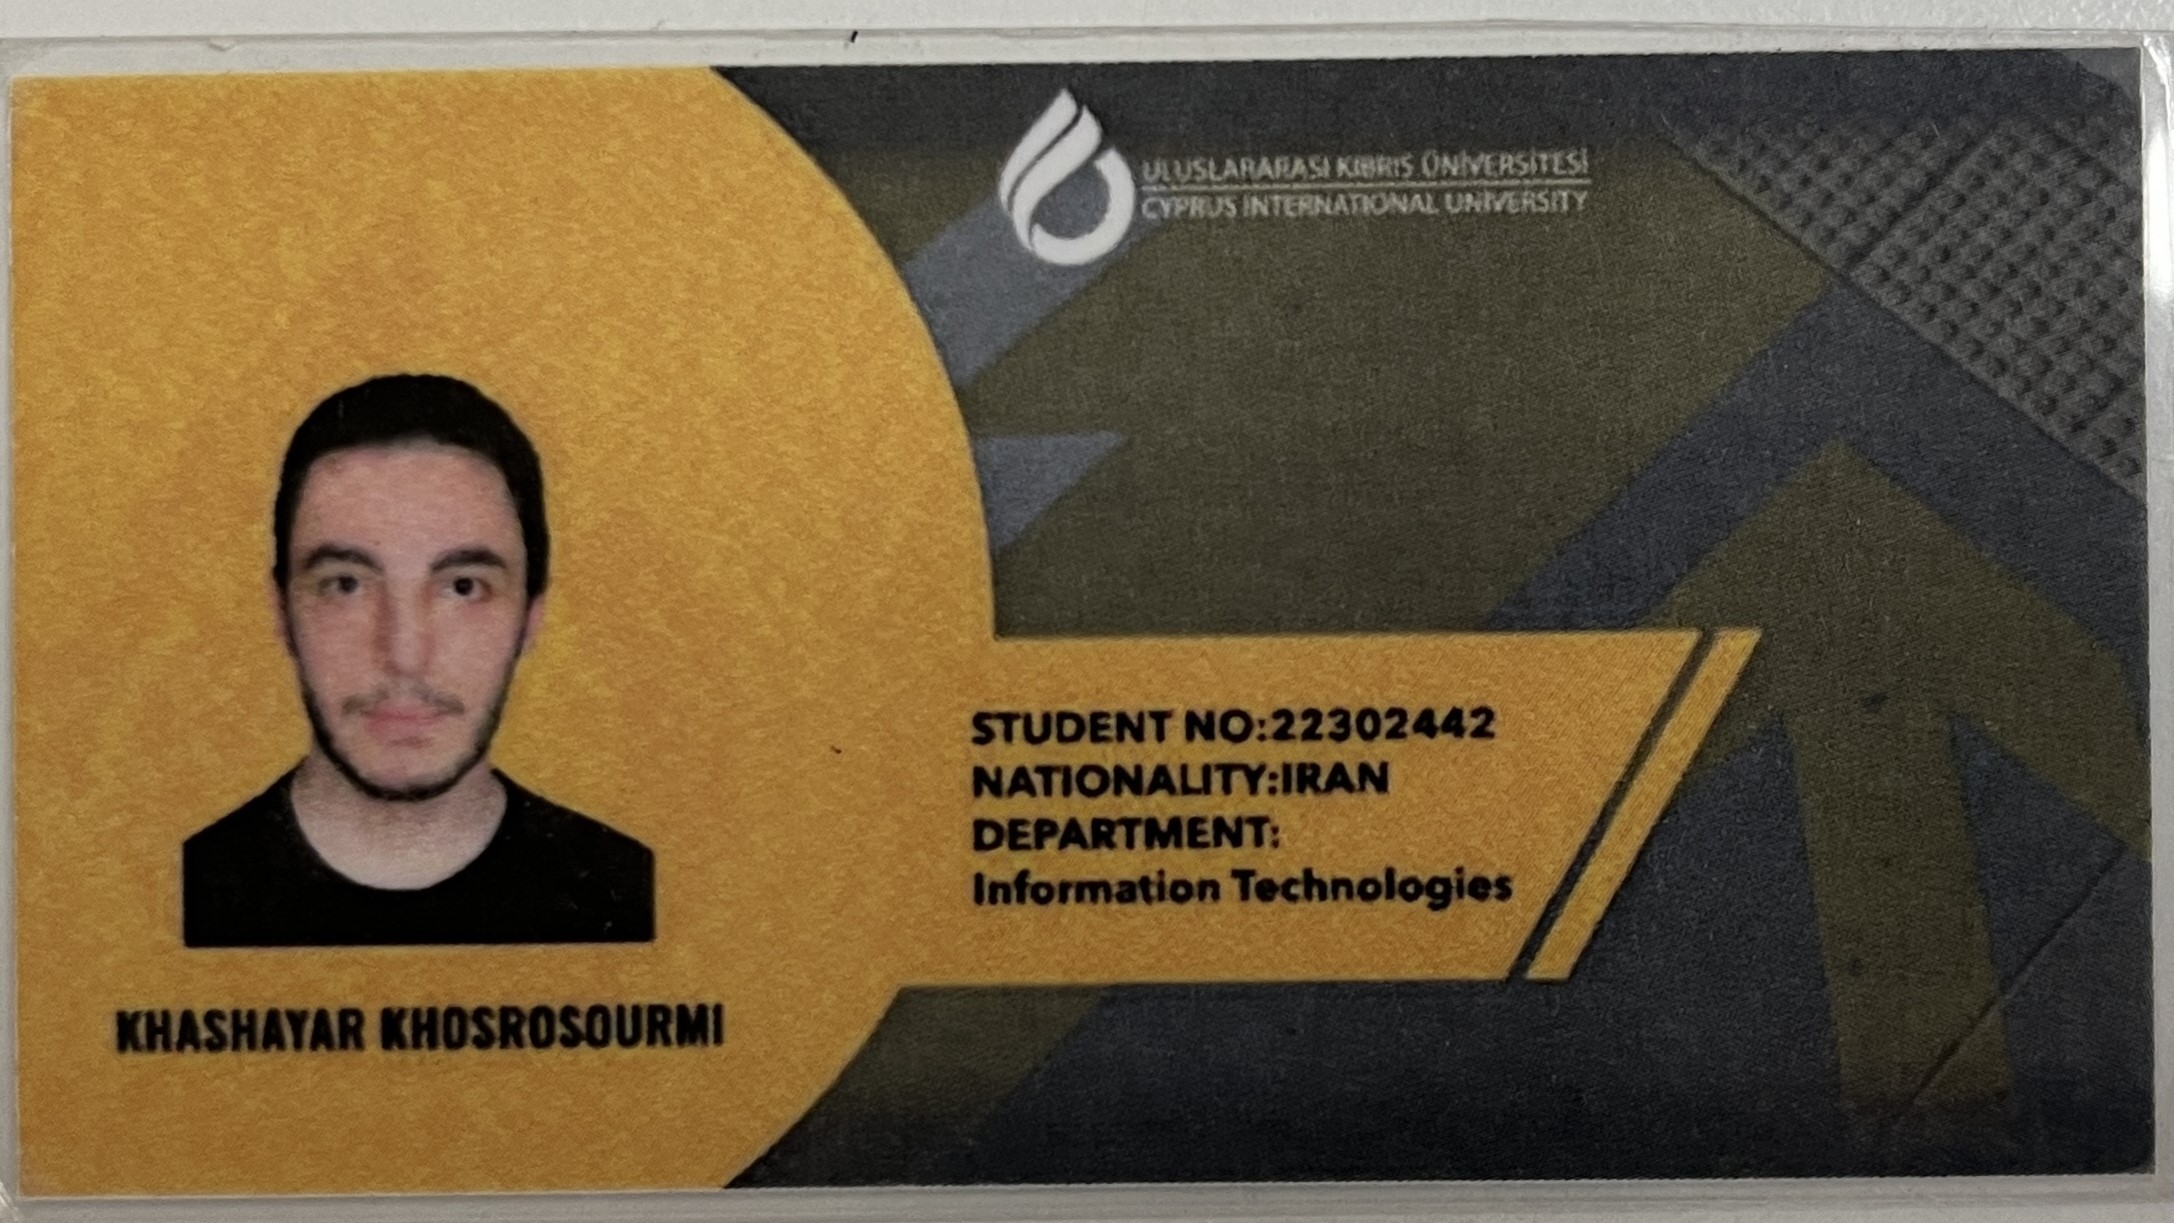 ULUSLARARASI KIBRIS ÜNİVERSİTESİ
CYPRUS INTERNATIONAL UNIVERSITY
STUDENT NO:22302442
NATIONALITY:IRAN
DEPARTMENT:
Information Technologies
KHASHAYAR KHOSROSOURMI